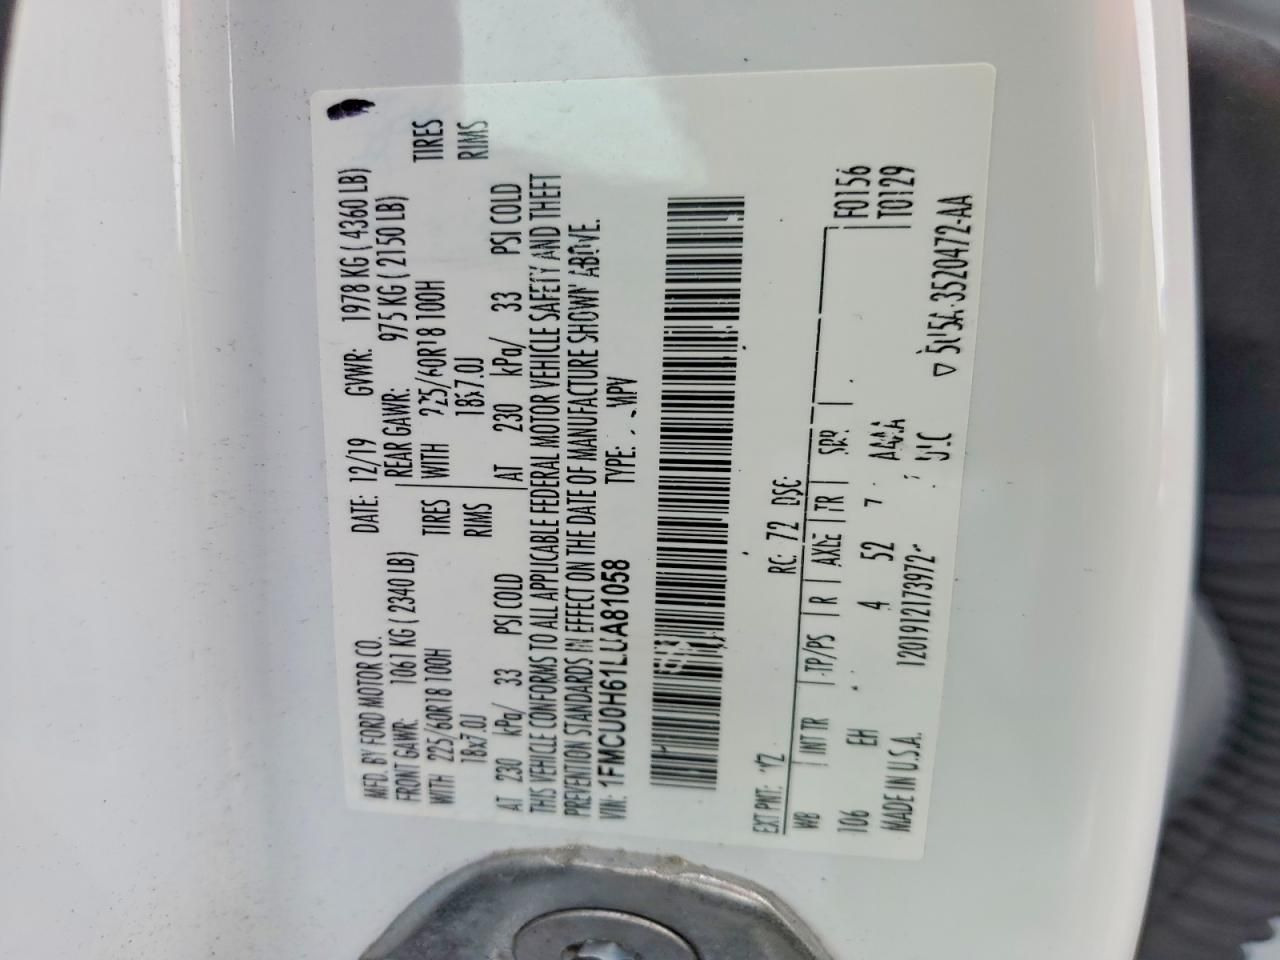 MFD. BY FORD MOTOR CO. DATE: 12/19 GVWR: 1978 KG ( 4360 LB)
FRONT GAWR: 1061 KG ( 2340 LB) REAR GAWR: 975 KG ( 2150 LB)
WITH 225/60R18 100H TIRES WITH 225/60R18 100H TIRES
18x7.0J RIMS 18x7.0J RIMS
AT 230 kPa/ 33 PSI COLD AT 230 kPa/ 33 PSI COLD
THIS VEHICLE CONFORMS TO ALL APPLICABLE FEDERAL MOTOR VEHICLE SAFETY AND THEFT
PREVENTION STANDARDS IN EFFECT ON THE DATE OF MANUFACTURE SHOWN ABOVE.
VIN: 1FMCU0H61LUA81058 TYPE: MPV
EXT PNT: RC: 72 DSO: F0156
WB INT TR TP/PS R AXLE TR SPR T0129
106 EH 4 52 7
MADE IN U.S.A. 1201912173972